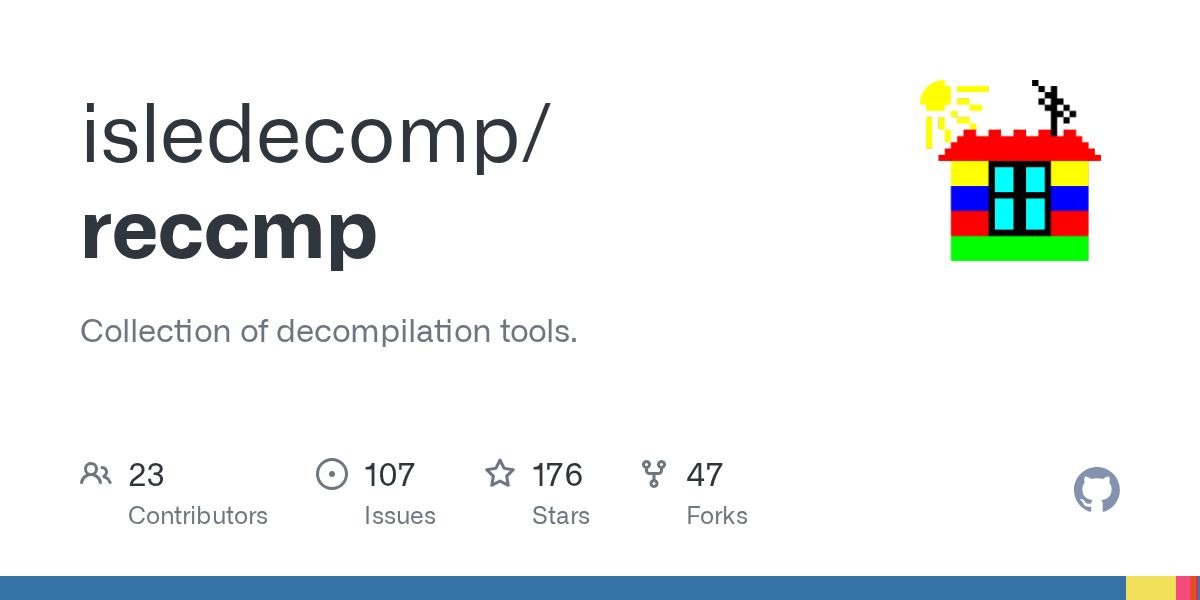 isledecomp/
reccmp
Collection of decompilation tools.
23
Contributors
107
Issues
176
Stars
47
Forks